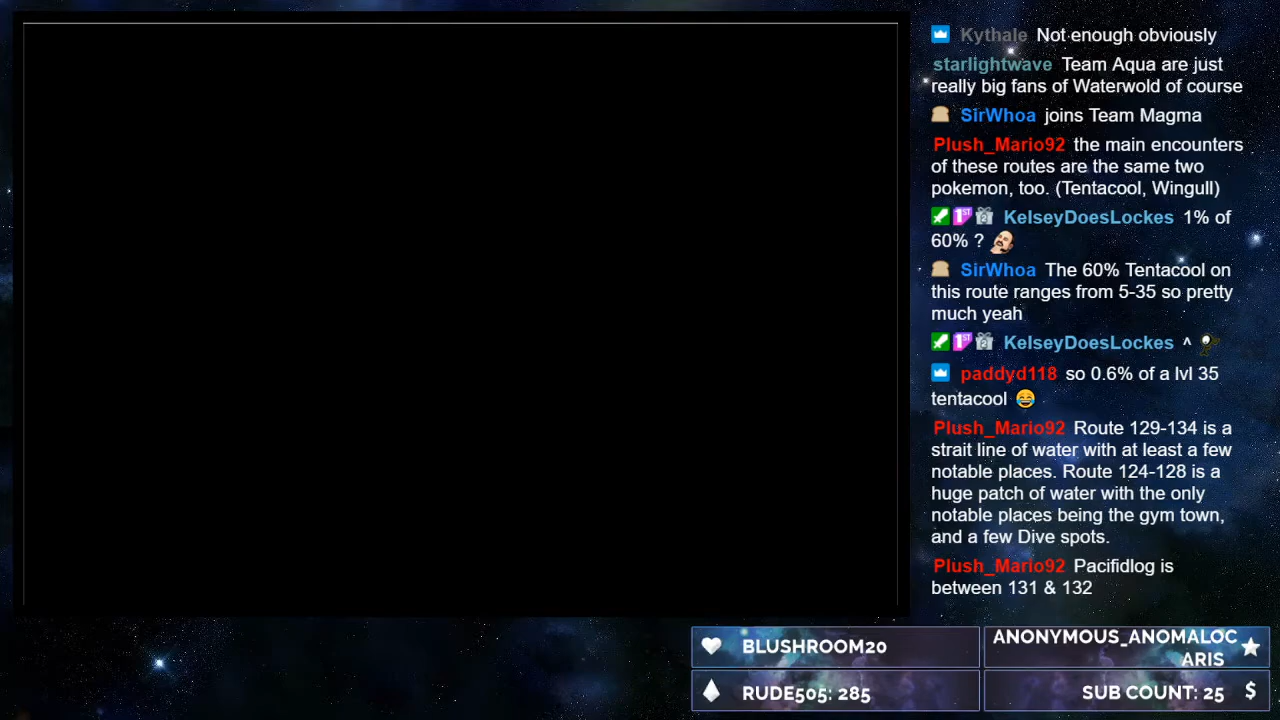 Kythale Not enough obviously
starlightwave Team Aqua are just
really big fans of Waterwold of course
SirWhoa joins Team Magma
Plush_Mario92 the main encounters
of these routes are the same two
pokemon, too. (Tentacool, Wingull)
1ST 2 KelseyDoesLockes 1% of
60% ?
SirWhoa The 60% Tentacool on
this route ranges from 5-35 so pretty
much yeah
1ST 2 KelseyDoesLockes ^
paddyd118 so 0.6% of a lvl 35
tentacool
Plush_Mario92 Route 129-134 is a
strait line of water with at least a few
notable places. Route 124-128 is a
huge patch of water with the only
notable places being the gym town,
and a few Dive spots.
Plush_Mario92 Pacifidlog is
between 131 & 132
BLUSHROOM20
ANONYMOUS_ANOMALOC
ARIS
RUDE505: 285
SUB COUNT: 25 $